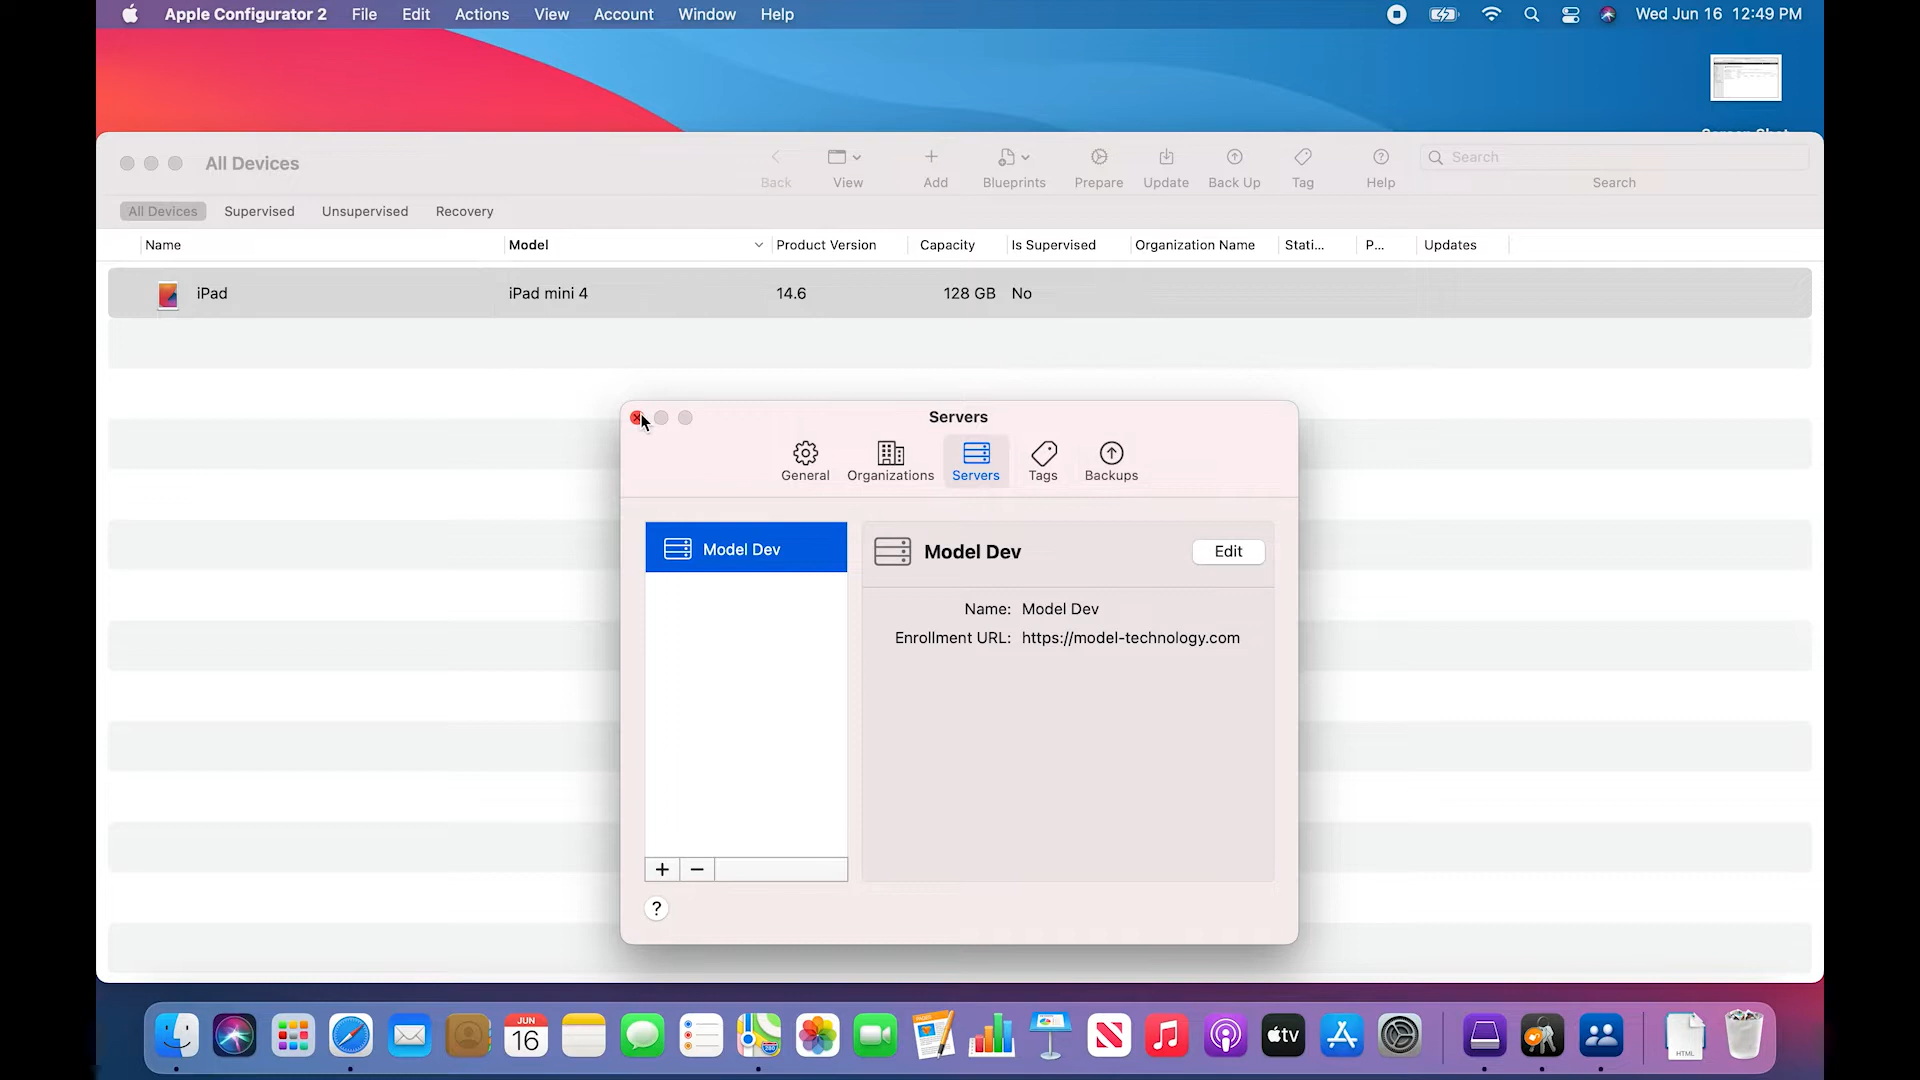 Apple Configurator 2 File Edit Actions View Account Window Help Wed Jun 16 12:49 PM
All Devices
Back View Add Blueprints Prepare Update Back Up Tag Help Search
Search
All Devices Supervised Unsupervised Recovery
Name Model Product Version Capacity Is Supervised Organization Name Stati... P... Updates
iPad iPad mini 4 14.6 128 GB No
Servers
General Organizations Servers Tags Backups
Model Dev
Model Dev Edit
Name: Model Dev
Enrollment URL: https://model-technology.com
+ −
?
JUN
16
tv
HTML